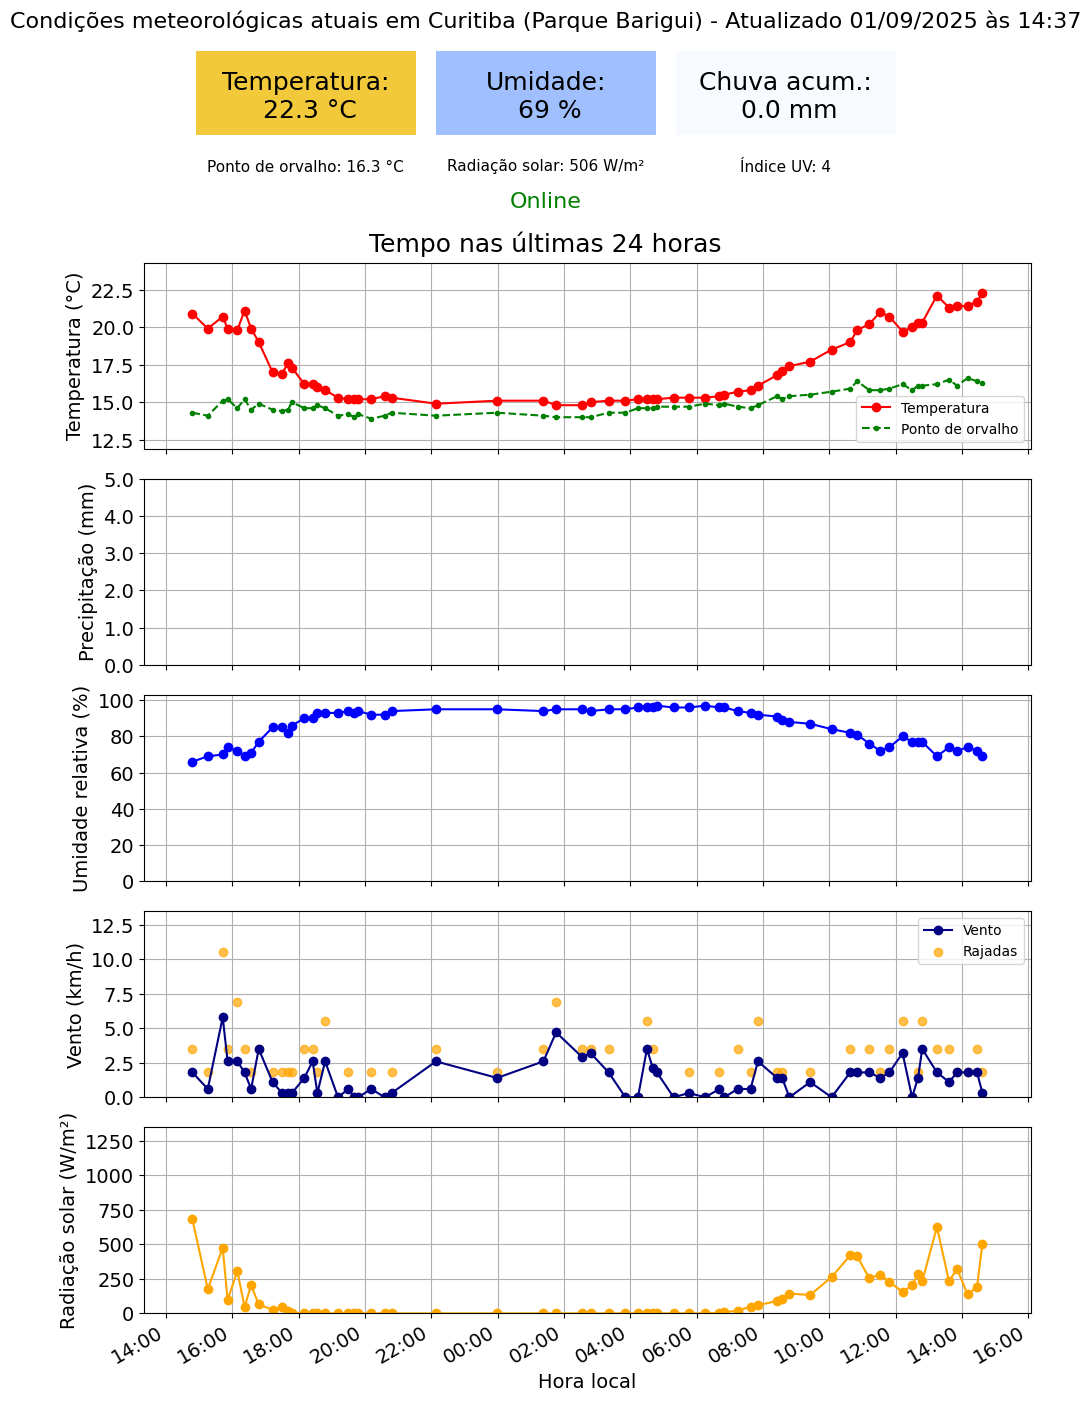 Condições meteorológicas atuais em Curitiba (Parque Barigui) - Atualizado 01/09/2025 às 14:37
Temperatura:
22.3 °C
Umidade:
69 %
Chuva acum.:
0.0 mm
Ponto de orvalho: 16.3 °C
Radiação solar: 506 W/m²
Índice UV: 4
Online
Tempo nas últimas 24 horas
Temperatura (°C)
22.5
20.0
17.5
15.0
12.5
Temperatura
Ponto de orvalho
Precipitação (mm)
5.0
4.0
3.0
2.0
1.0
0.0
Umidade relativa (%)
100
80
60
40
20
0
Vento (km/h)
12.5
10.0
7.5
5.0
2.5
0.0
Vento
Rajadas
Radiação solar (W/m²)
1250
1000
750
500
250
0
14:00
16:00
18:00
20:00
22:00
00:00
02:00
04:00
06:00
08:00
10:00
12:00
14:00
16:00
Hora local